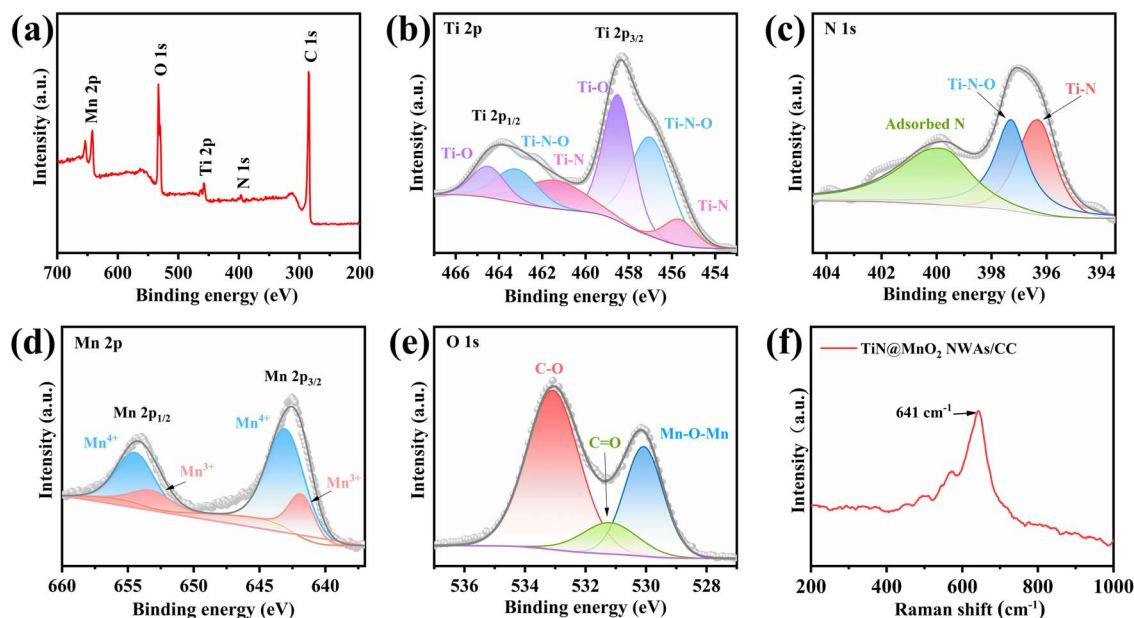 (a)
Mn 2p
O 1s
Ti 2p
N 1s
C 1s
Intensity (a.u.)
700 600 500 400 300 200
Binding energy (eV)
(b)
Ti 2p
Ti 2p3/2
Ti-O
Ti 2p1/2
Ti-N-O
Ti-O
Ti-N-O
Ti-N
Ti-N
Intensity (a.u.)
466 464 462 460 458 456 454
Binding energy (eV)
(c)
N 1s
Ti-N-O
Ti-N
Adsorbed N
Intensity (a.u.)
404 402 400 398 396 394
Binding energy (eV)
(d)
Mn 2p
Mn 2p3/2
Mn 2p1/2
Mn4+
Mn4+
Mn3+
Mn3+
Intensity (a.u.)
660 650 640
Binding energy (eV)
(e)
O 1s
C-O
C=O
Mn-O-Mn
Intensity (a.u.)
536 534 532 530 528
Binding energy (eV)
(f)
TiN@MnO2 NWAs/CC
641 cm-1
Intensity (a.u.)
200 400 600 800 1000
Raman shift (cm-1)